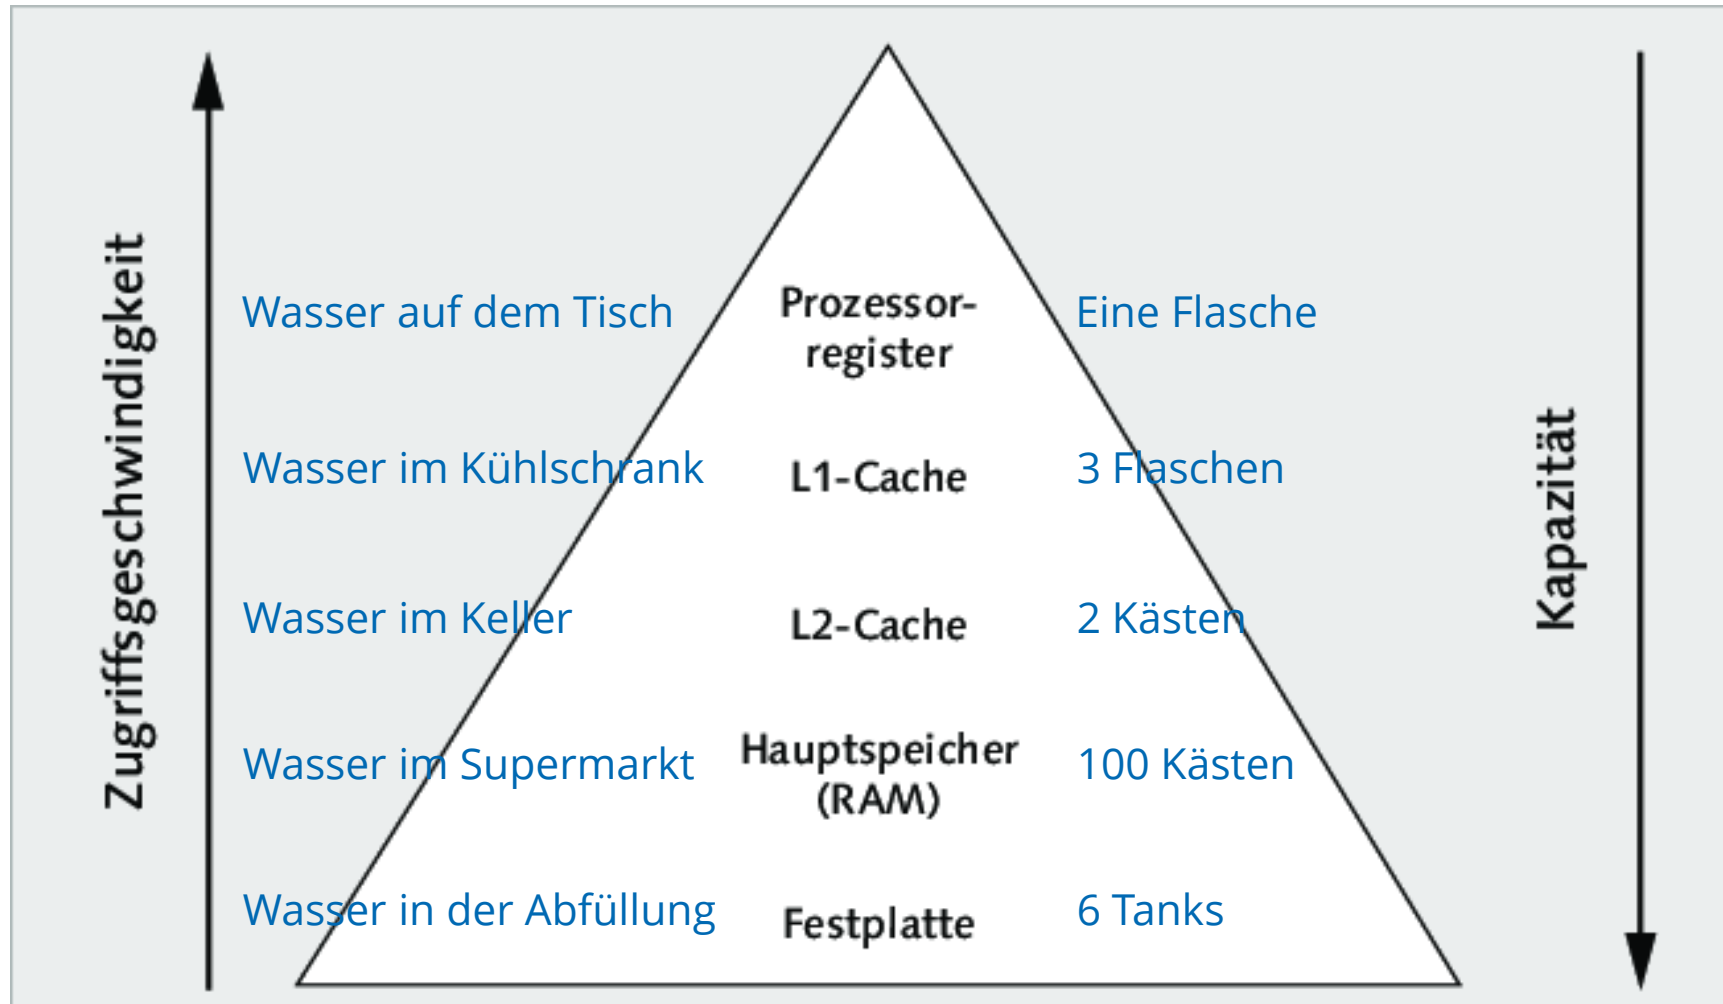 Zugriffsgeschwindigkeit
Wasser auf dem Tisch
Prozessor-
register
Eine Flasche
Wasser im Kühlschrank
L1-Cache
3 Flaschen
Wasser im Keller
L2-Cache
2 Kästen
Wasser im Supermarkt
Hauptspeicher
(RAM)
100 Kästen
Wasser in der Abfüllung
Festplatte
6 Tanks
Kapazität